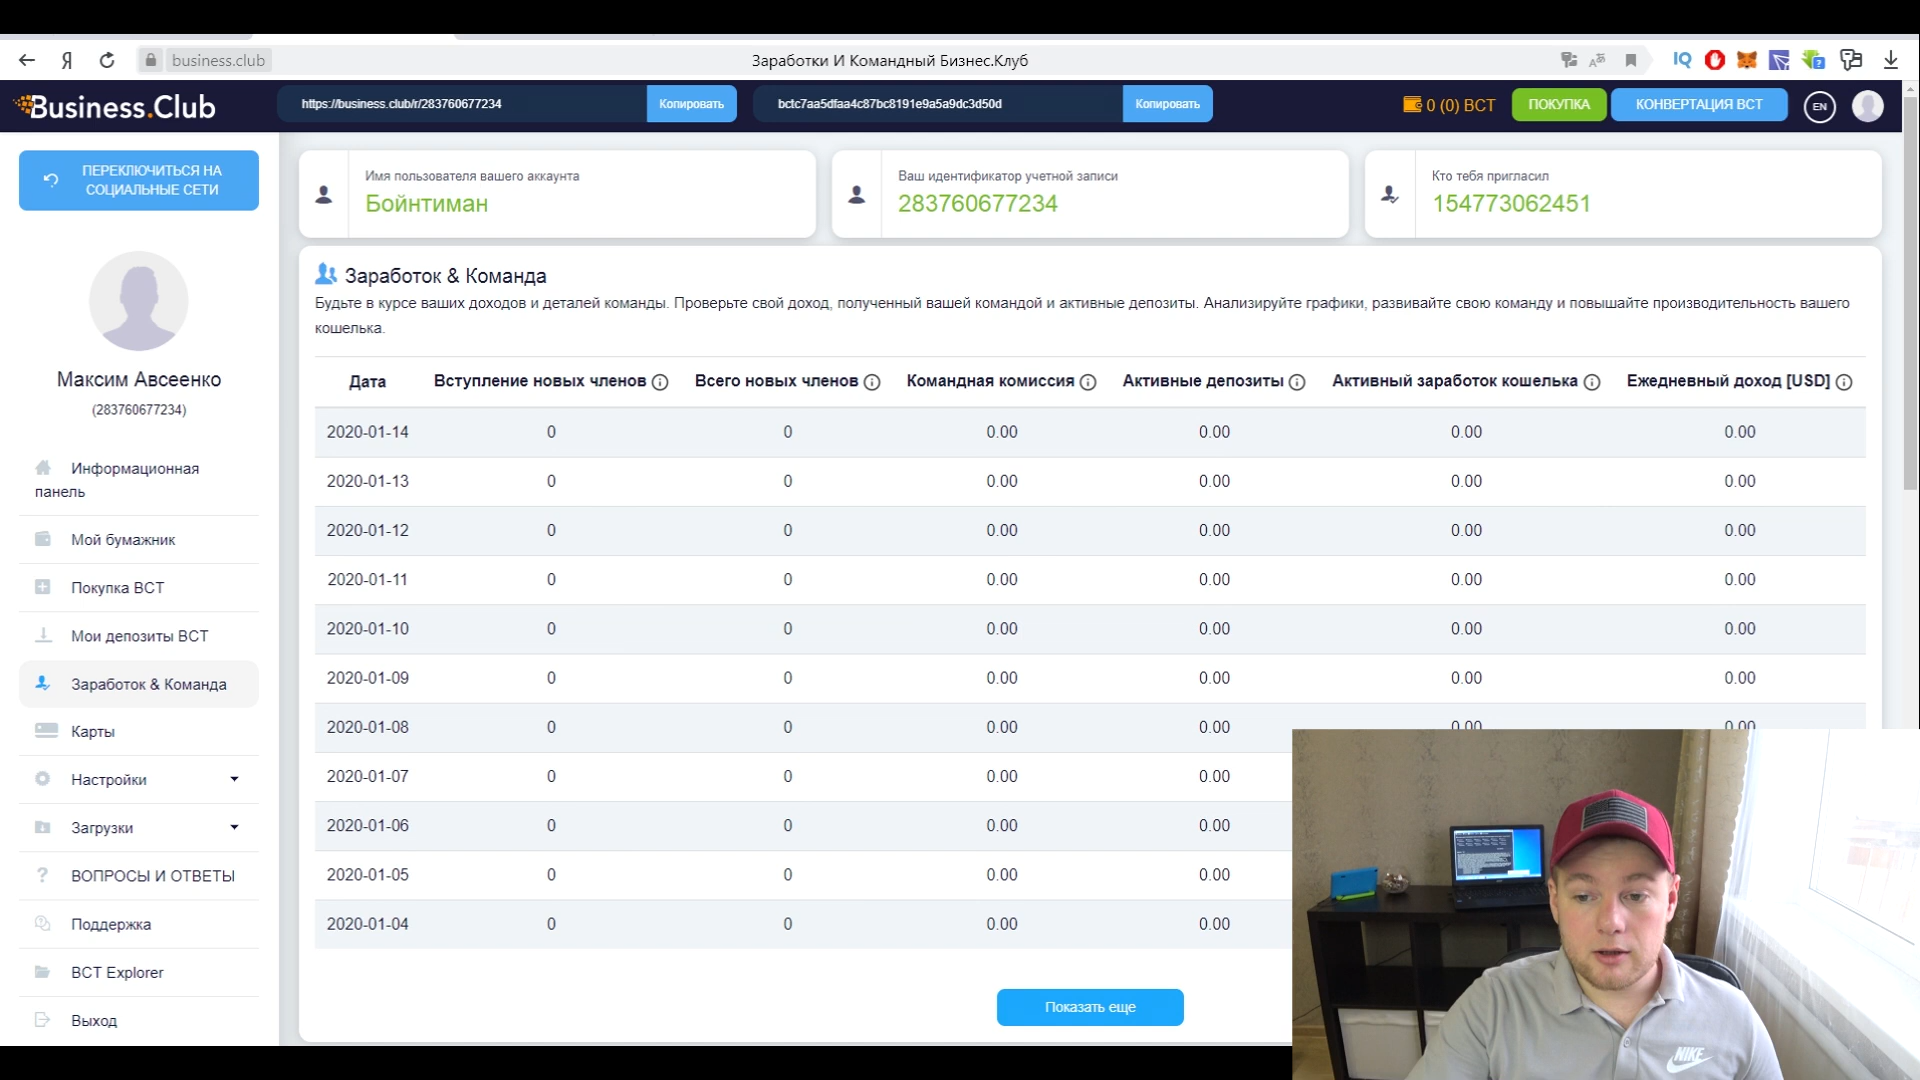 business.club
Заработки И Командный Бизнес.Клуб
IQ
Business.Club
https://business.club/r/283760677234
Копировать
bctc7aa5dfaa4c87bc8191e9a5a9dc3d50d
Копировать
0 (0) BCT
ПОКУПКА
КОНВЕРТАЦИЯ BCT
EN
ПЕРЕКЛЮЧИТЬСЯ НА
СОЦИАЛЬНЫЕ СЕТИ
Максим Авсеенко
(283760677234)
Информационная
панель
Мой бумажник
Покупка BCT
Мои депозиты BCT
Заработок & Команда
Карты
Настройки
Загрузки
ВОПРОСЫ И ОТВЕТЫ
Поддержка
BCT Explorer
Выход
Имя пользователя вашего аккаунта
Бойнтиман
Ваш идентификатор учетной записи
283760677234
Кто тебя пригласил
154773062451
Заработок & Команда
Будьте в курсе ваших доходов и деталей команды. Проверьте свой доход, полученный вашей командой и активные депозиты. Анализируйте графики, развивайте свою команду и повышайте производительность вашего
кошелька.
Дата Вступление новых членов Всего новых членов Командная комиссия Активные депозиты Активный заработок кошелька Ежедневный доход [USD]
2020-01-14 0 0 0.00 0.00 0.00 0.00
2020-01-13 0 0 0.00 0.00 0.00 0.00
2020-01-12 0 0 0.00 0.00 0.00 0.00
2020-01-11 0 0 0.00 0.00 0.00 0.00
2020-01-10 0 0 0.00 0.00 0.00 0.00
2020-01-09 0 0 0.00 0.00 0.00 0.00
2020-01-08 0 0 0.00 0.00 0.00 0.00
2020-01-07 0 0 0.00 0.00
2020-01-06 0 0 0.00 0.00
2020-01-05 0 0 0.00 0.00
2020-01-04 0 0 0.00 0.00
Показать еще
NIKE